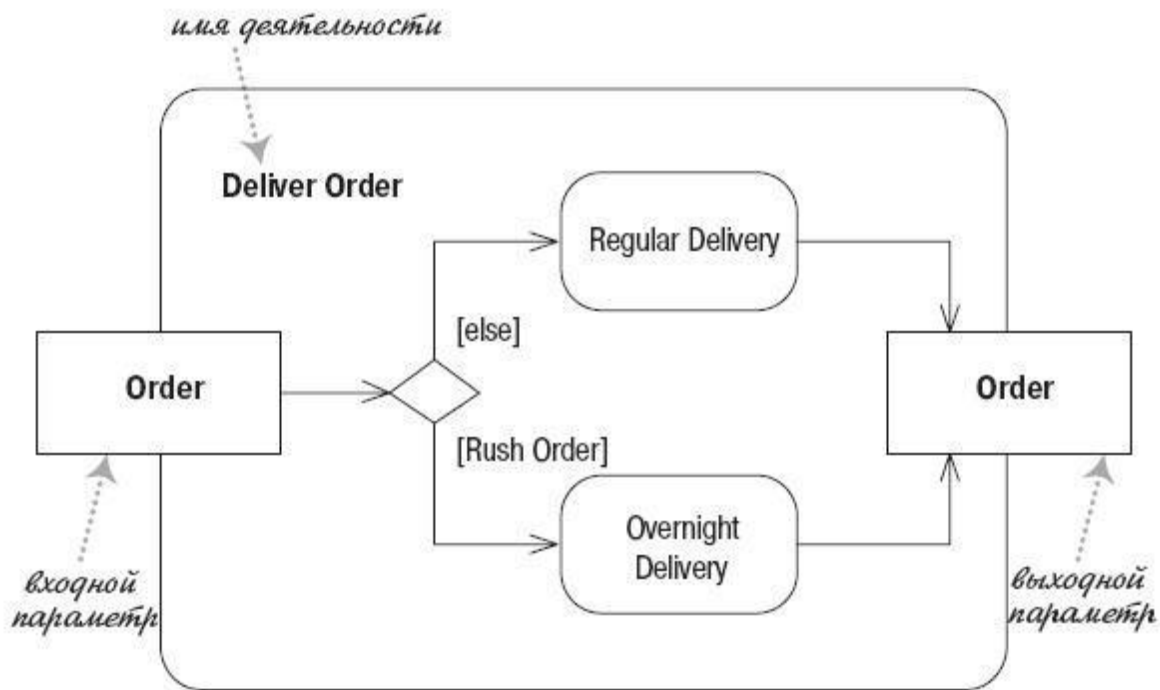 имя деятельности
Deliver Order
Regular Delivery
[else]
Order
Order
[Rush Order]
Overnight
Delivery
входной
параметр
выходной
параметр